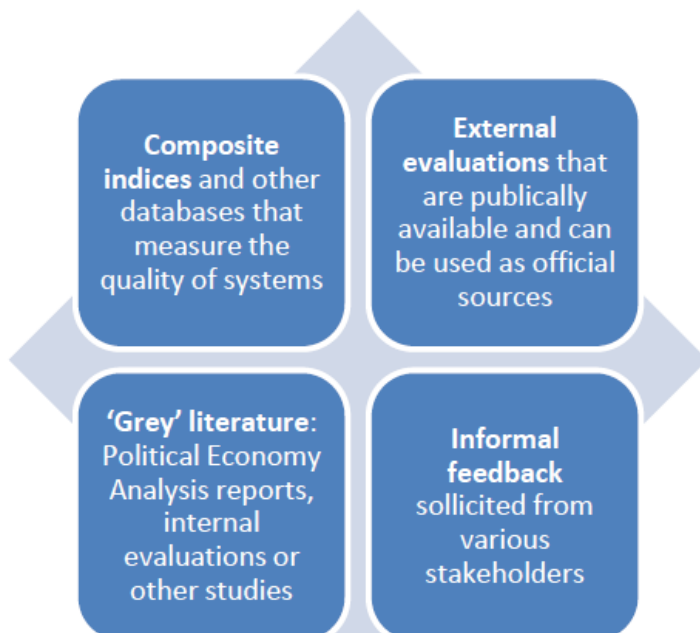 Composite
indices and other
databases that
measure the
quality of systems
External
evaluations that
are publically
available and can
be used as official
sources
‘Grey’ literature:
Political Economy
Analysis reports,
internal
evaluations or
other studies
Informal
feedback
sollicited from
various
stakeholders